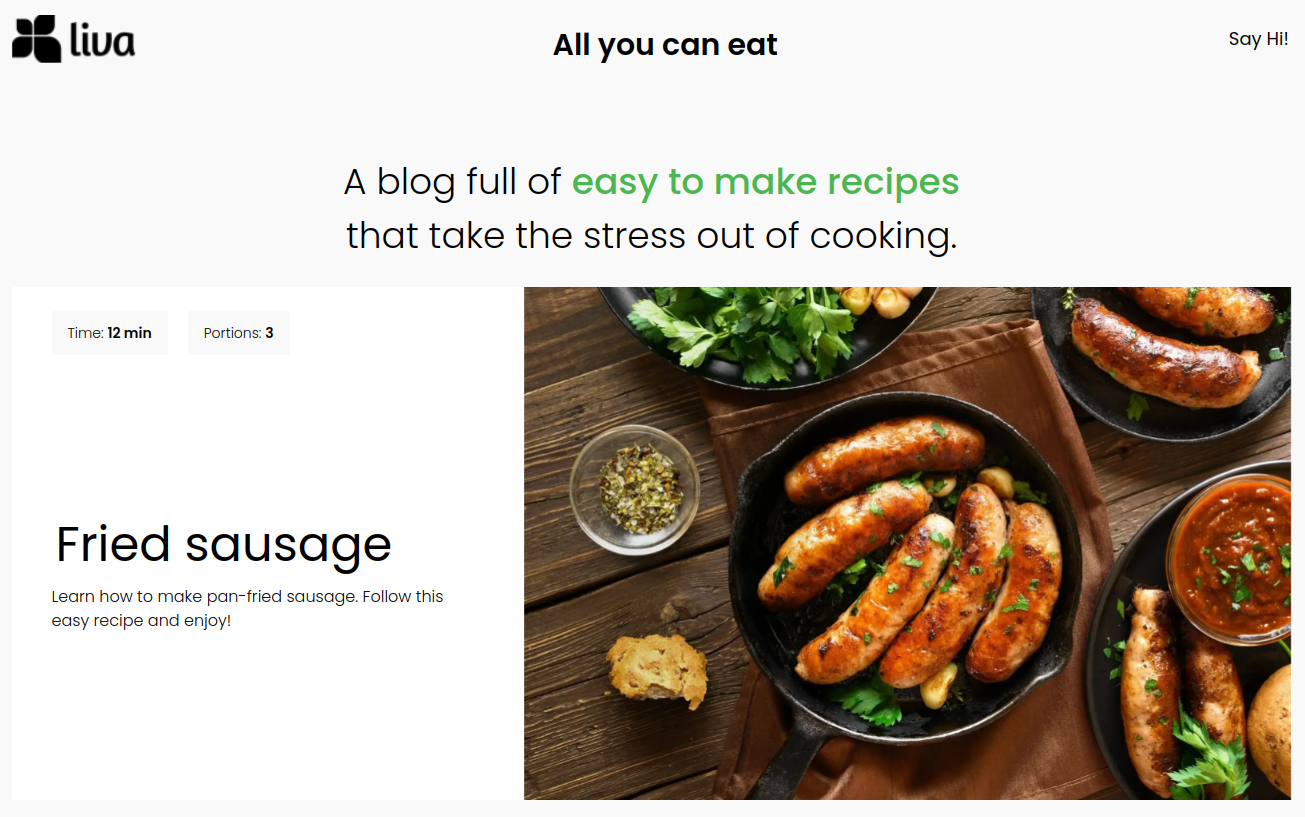 liva
All you can eat
Say Hi!
A blog full of easy to make recipes
that take the stress out of cooking.
Time: 12 min
Portions: 3
Fried sausage
Learn how to make pan-fried sausage. Follow this
easy recipe and enjoy!